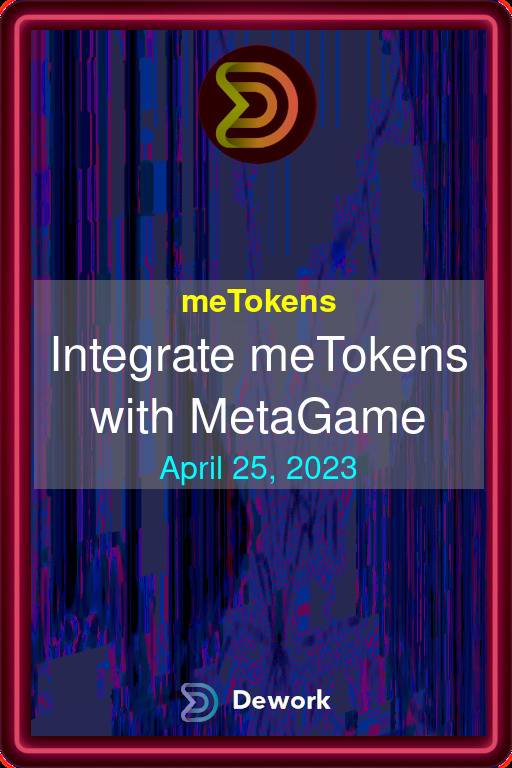 meTokens
Integrate meTokens
with MetaGame
April 25, 2023
Dework